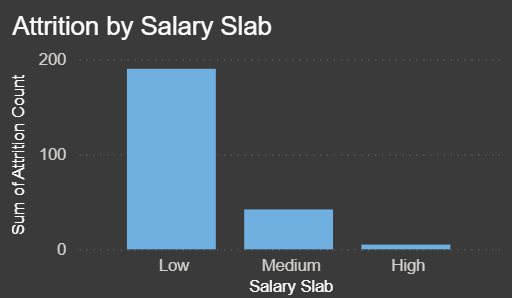 Attrition by Salary Slab
Sum of Attrition Count
200
100
0
Low Medium High
Salary Slab